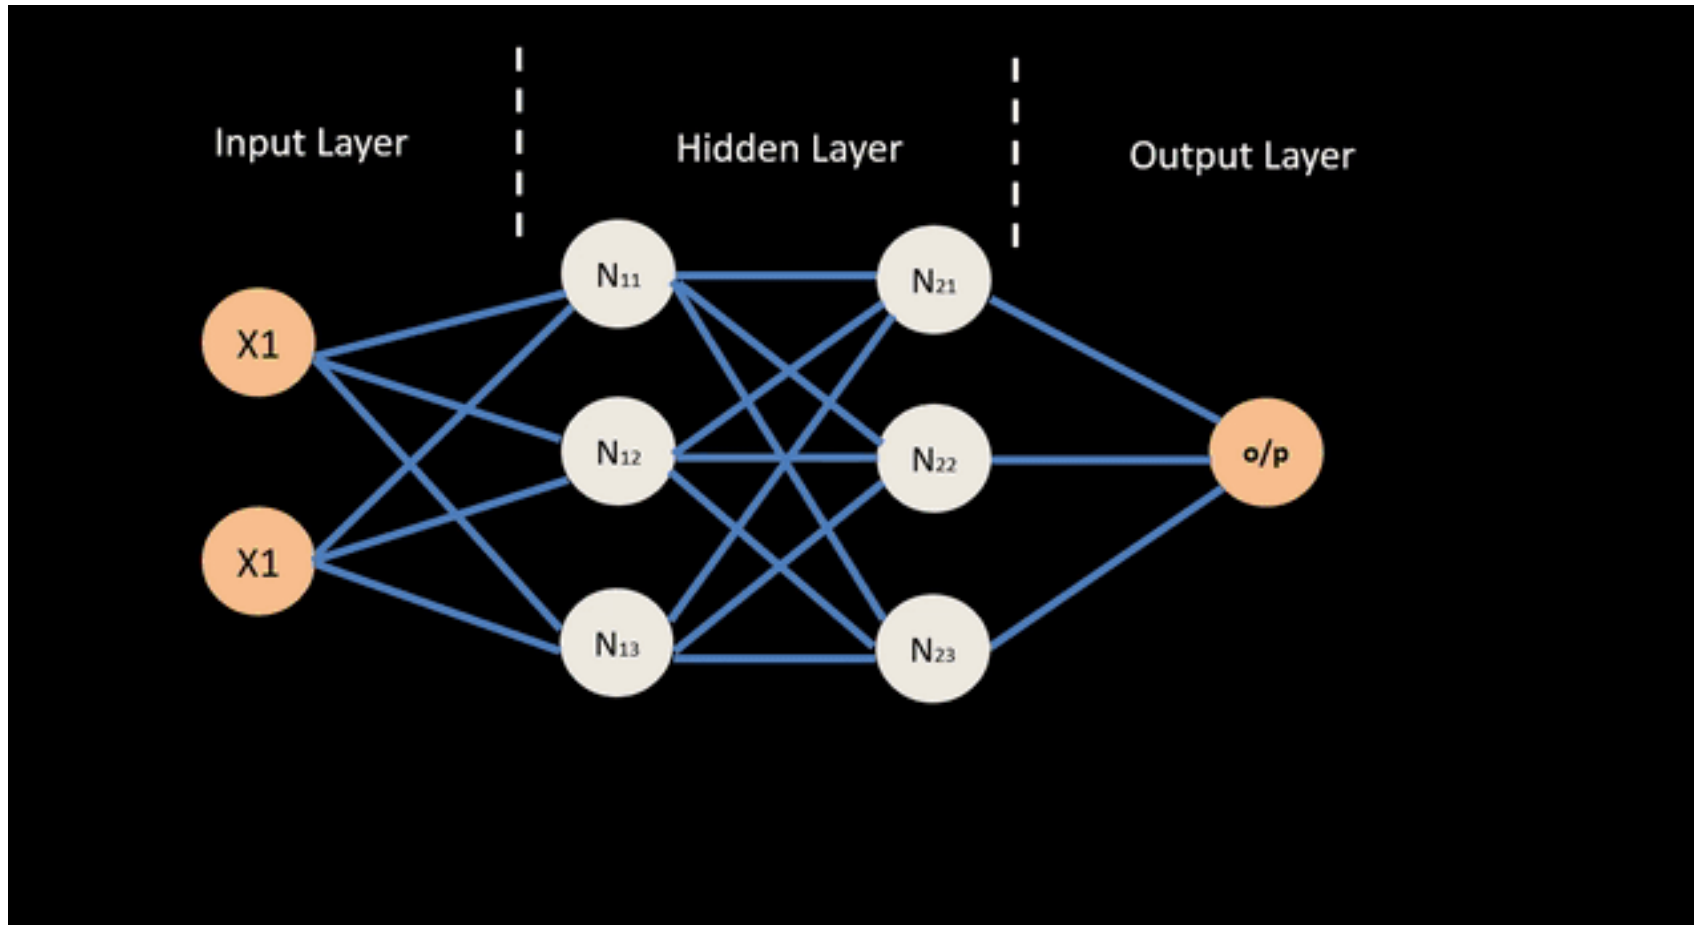 Input Layer
Hidden Layer
Output Layer
X1
X1
N11
N12
N13
N21
N22
N23
o/p